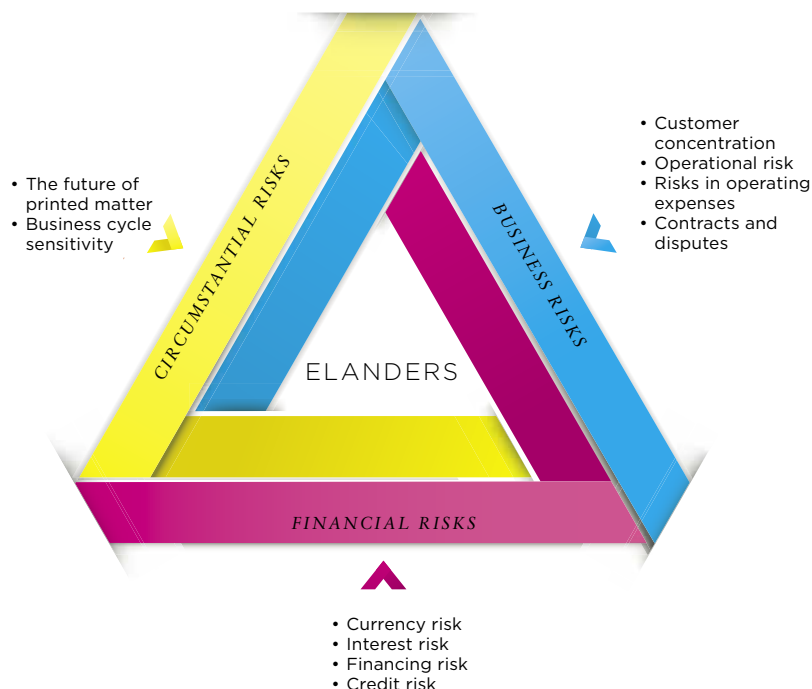 • The future of
printed matter
• Business cycle
sensitivity
CIRCUMSTANTIAL RISKS
• Customer
concentration
• Operational risk
• Risks in operating
expenses
• Contracts and
disputes
BUSINESS RISKS
ELANDERS
FINANCIAL RISKS
• Currency risk
• Interest risk
• Financing risk
• Credit risk